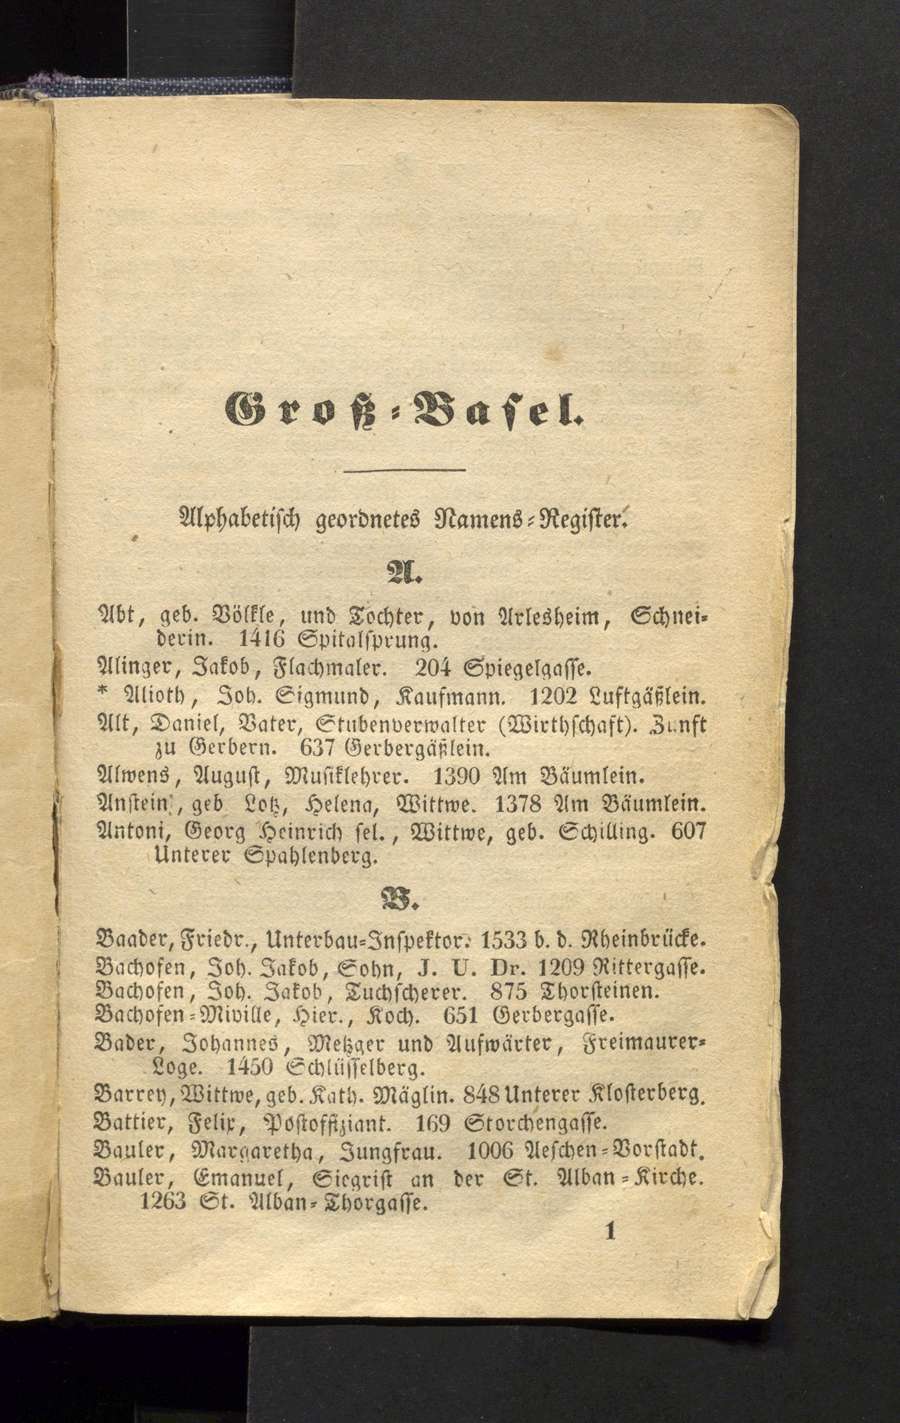 Groß-Basel.
Alphabetisch geordnetes Namens-Register.
A.
Abt, geb. Völkle, und Tochter, von Arlesheim, Schnei-
derin. 1416 Spitalsprung.
Alinger, Jakob, Flachmaler. 204 Spiegelgasse.
* Alioth, Joh. Sigmund, Kaufmann. 1202 Luftgäßlein.
Alt, Daniel, Vater, Stubenverwalter (Wirthschaft). Zunft
zu Gerbern. 637 Gerbergäßlein.
Alwens, August, Musiklehrer. 1390 Am Bäumlein.
Anstein, geb Lotz, Helena, Wittwe. 1378 Am Bäumlein.
Antoni, Georg Heinrich sel., Wittwe, geb. Schilling. 607
Unterer Spahlenberg.
B.
Baader, Friedr., Unterbau-Inspektor. 1533 b. d. Rheinbrücke.
Bachofen, Joh. Jakob, Sohn, J. U. Dr. 1209 Rittergasse.
Bachofen, Joh. Jakob, Tuchscherer. 875 Thorsteinen.
Bachofen-Miville, Hier., Koch. 651 Gerbergasse.
Bader, Johannes, Metzger und Aufwärter, Freimaurer-
Loge. 1450 Schlüsselberg.
Barrey, Wittwe, geb. Kath. Mäglin. 848 Unterer Klosterberg.
Battier, Felix, Postoffiziant. 169 Storchengasse.
Bauler, Margaretha, Jungfrau. 1006 Aeschen-Vorstadt.
Bauler, Emanuel, Siegrist an der St. Alban-Kirche.
1263 St. Alban-Thorgasse.
1